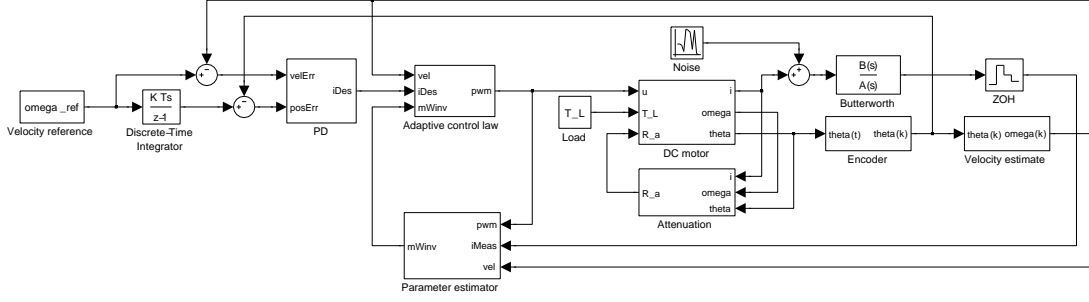 omega _ref
Velocity reference
K Ts
z-1
Discrete-Time
Integrator
velErr
posErr
iDes
PD
vel
iDes
mWinv
pwm
Adaptive control law
pwm
iMeas
vel
mWinv
Parameter estimator
T_L
Load
Noise
u
T_L
R_a
i
omega
theta
DC motor
R_a
i
omega
theta
Attenuation
B(s)
A(s)
Butterworth
theta(t)
theta(k)
Encoder
ZOH
theta(k)
omega(k)
Velocity estimate